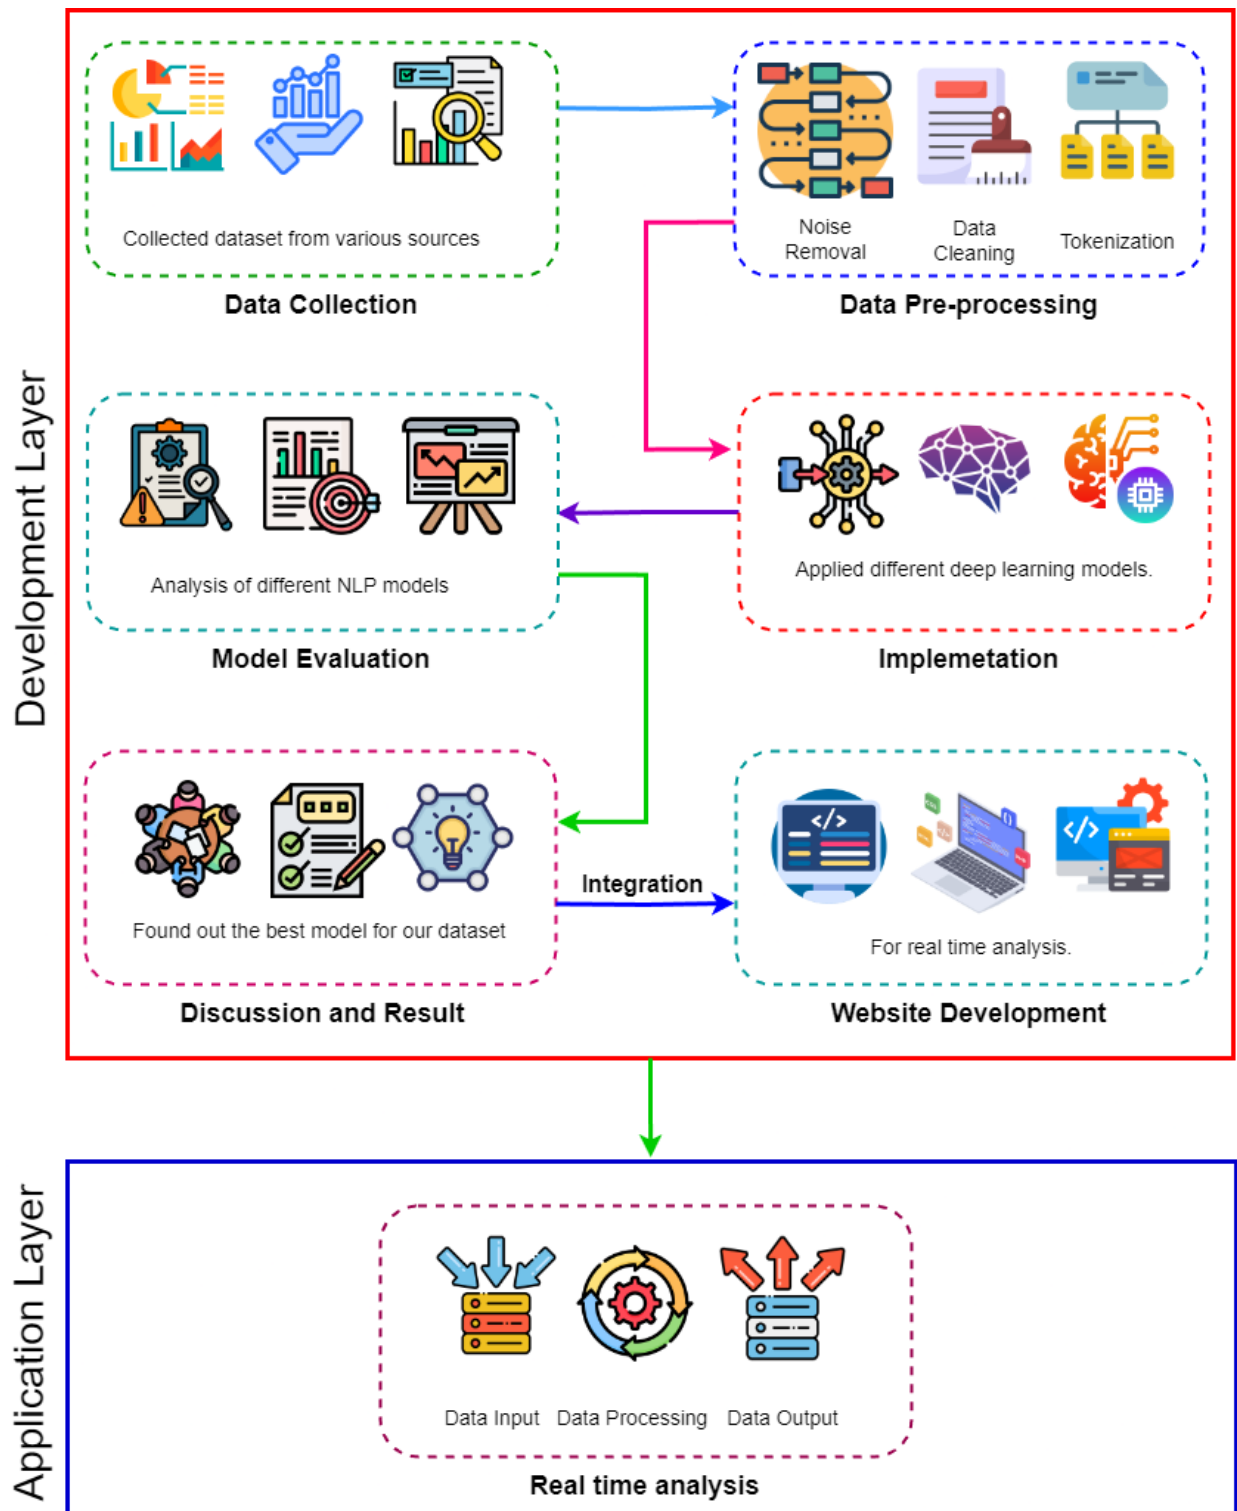 Development Layer
Collected dataset from various sources
Data Collection
Noise
Removal
Data
Cleaning
Tokenization
Data Pre-processing
Analysis of different NLP models
Model Evaluation
Applied different deep learning models.
Implemetation
Found out the best model for our dataset
Discussion and Result
Integration
</>
</>
For real time analysis.
Website Development
Application Layer
Data Input
Data Processing
Data Output
Real time analysis